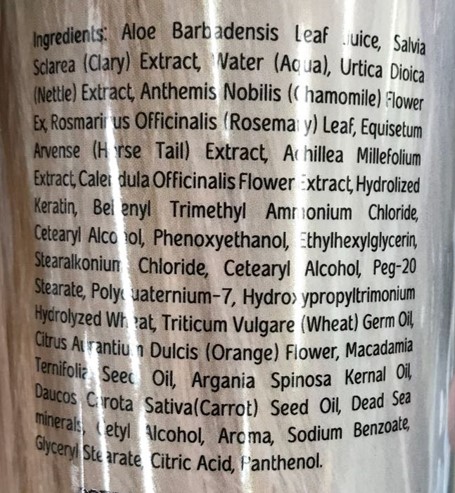 Ingredients: Aloe Barbadensis Leaf Juice, Salvia
Sclarea (Clary) Extract, Water (Aqua), Urtica Dioica
(Nettle) Extract, Anthemis Nobilis (Chamomile) Flower
Ex, Rosmarinus Officinalis (Rosemary) Leaf, Equisetum
Arvense (Horse Tail) Extract, Achillea Millefolium
Extract, Calendula Officinalis Flower Extract, Hydrolized
Keratin, Behenyl Trimethyl Ammonium Chloride,
Cetearyl Alcohol, Phenoxyethanol, Ethylhexylglycerin,
Stearalkonium Chloride, Cetearyl Alcohol, Peg-20
Stearate, Polyquaternium-7, Hydroxypropyltrimonium
Hydrolyzed Wheat, Triticum Vulgare (Wheat) Germ Oil,
Citrus Aurantium Dulcis (Orange) Flower, Macadamia
Ternifolia Seed Oil, Argania Spinosa Kernal Oil,
Daucos Carota Sativa(Carrot) Seed Oil, Dead Sea
minerals, Cetyl Alcohol, Aroma, Sodium Benzoate,
Glyceryl Stearate, Citric Acid, Panthenol.